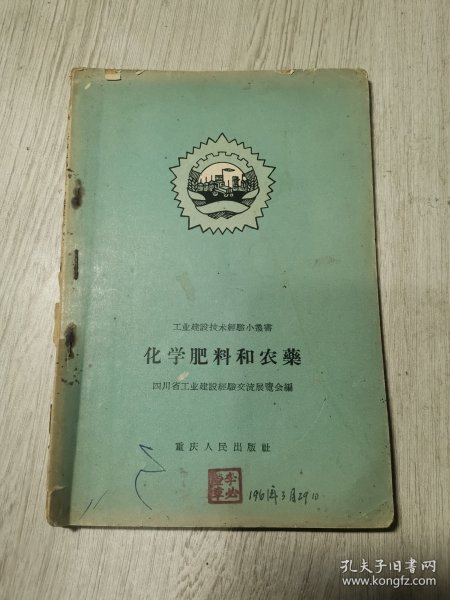 工业建設技术經驗小叢書
化学肥料和农藥
四川省工业建設經驗交流展覽会編
重庆人民出版社
1961年3月29日
孔夫子旧书网
www.kongfz.com